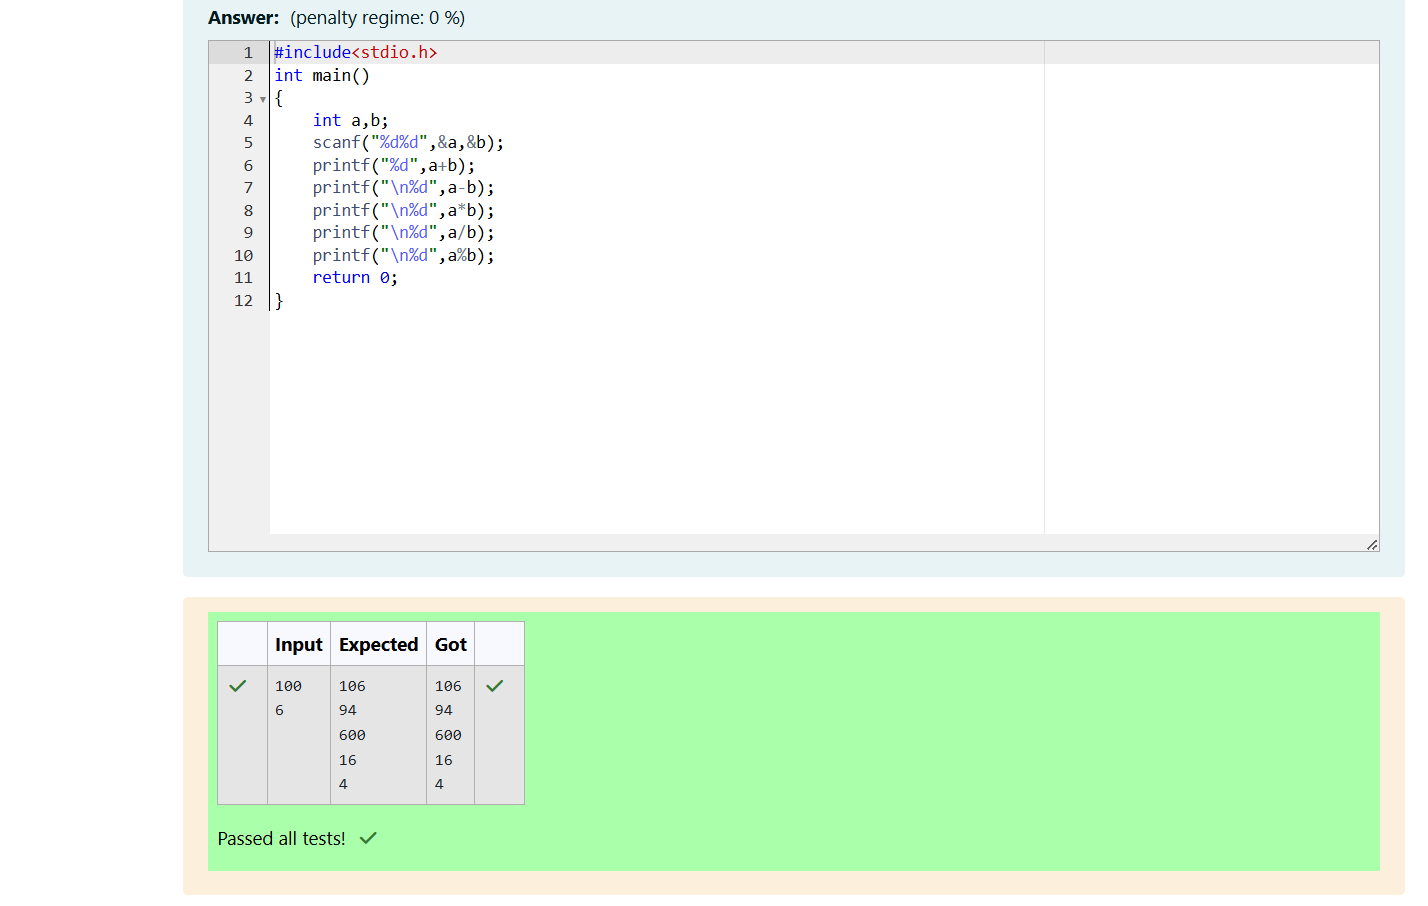 Answer: (penalty regime: 0 %)
1 #include<stdio.h>
2 int main()
3 {
4     int a,b;
5     scanf("%d%d",&a,&b);
6     printf("%d",a+b);
7     printf("\n%d",a-b);
8     printf("\n%d",a*b);
9     printf("\n%d",a/b);
10     printf("\n%d",a%b);
11     return 0;
12 }
Input Expected Got
100 106 106
6 94 94
600 600
16 16
4 4
Passed all tests!